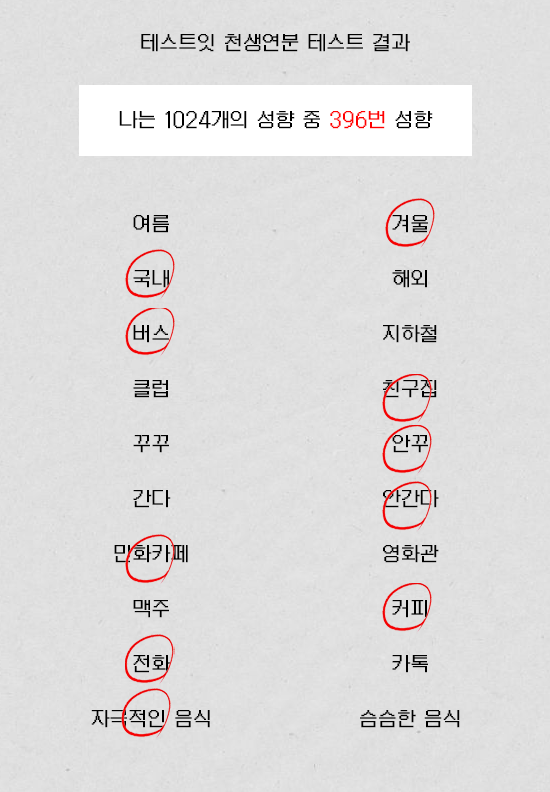 테스트잇 천생연분 테스트 결과
나는 1024개의 성향 중 396번 성향
여름 겨울
국내 해외
버스 지하철
클럽 친구집
꾸꾸 안꾸
간다 안간다
만화카페 영화관
맥주 커피
전화 카톡
자극적인 음식 슴슴한 음식